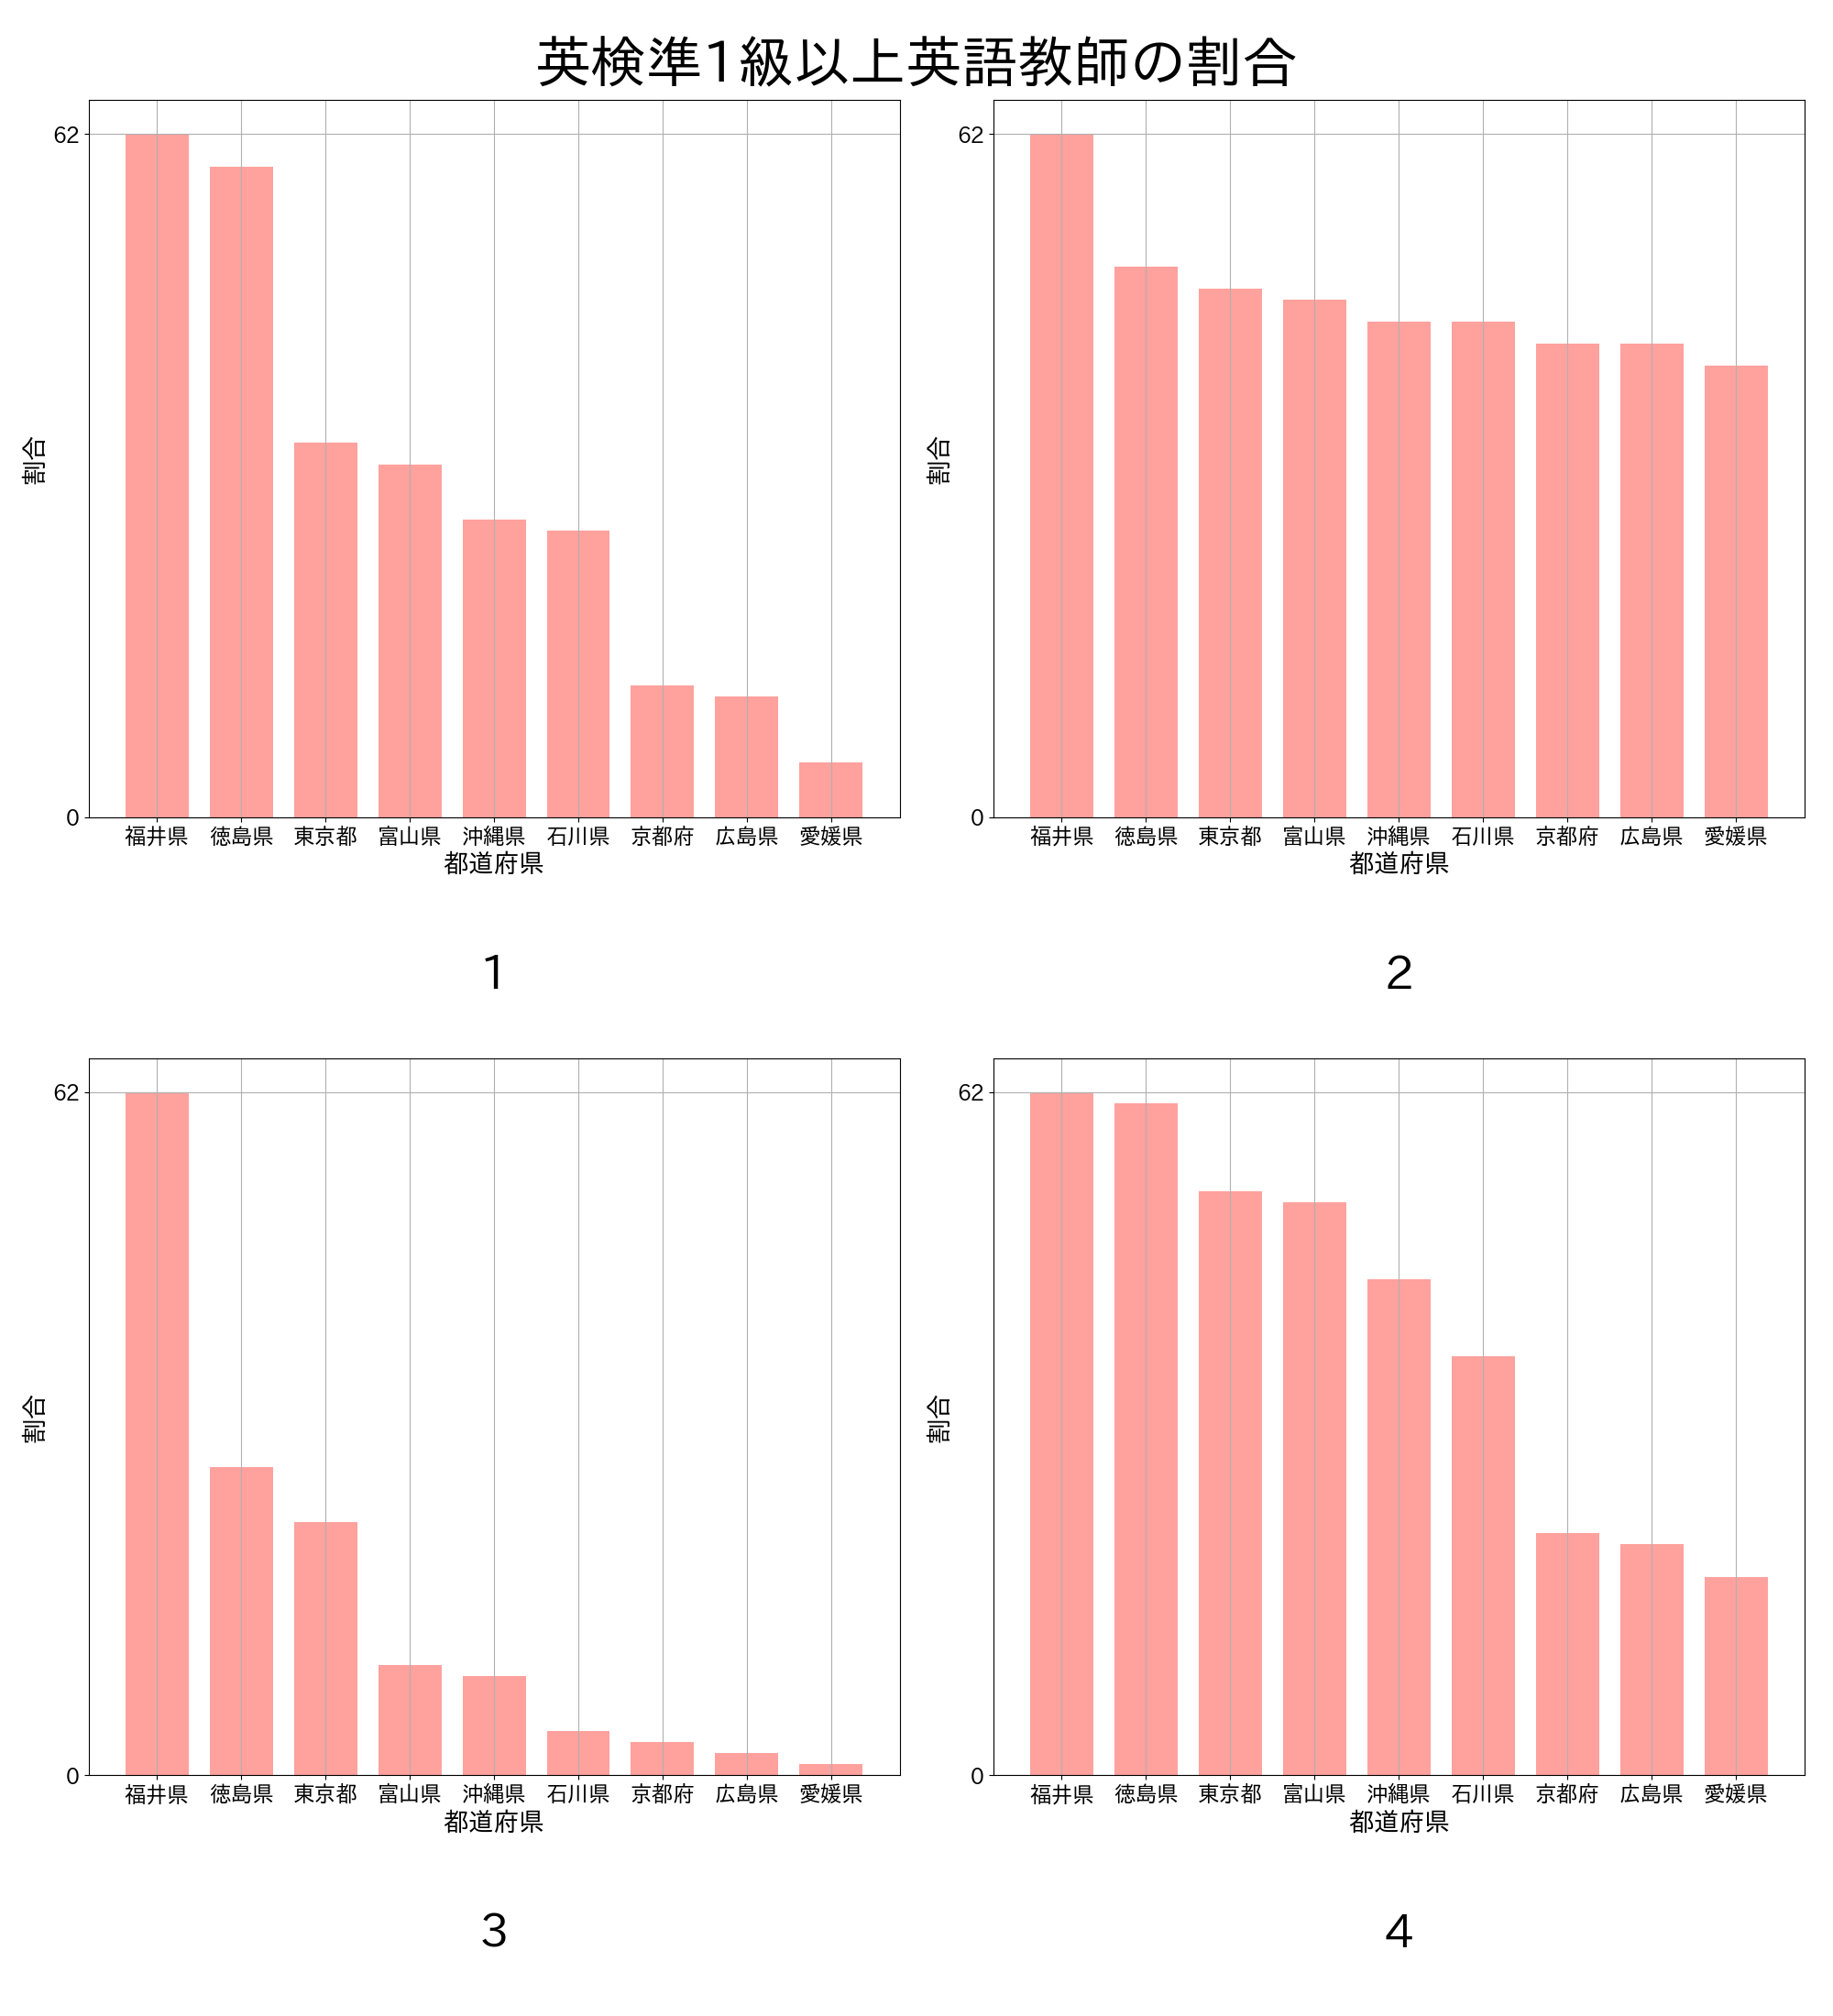 英検準1級以上英語教師の割合
62
0
割合
福井県 徳島県 東京都 富山県 沖縄県 石川県 京都府 広島県 愛媛県
都道府県
1
62
0
割合
福井県 徳島県 東京都 富山県 沖縄県 石川県 京都府 広島県 愛媛県
都道府県
2
62
0
割合
福井県 徳島県 東京都 富山県 沖縄県 石川県 京都府 広島県 愛媛県
都道府県
3
62
0
割合
福井県 徳島県 東京都 富山県 沖縄県 石川県 京都府 広島県 愛媛県
都道府県
4